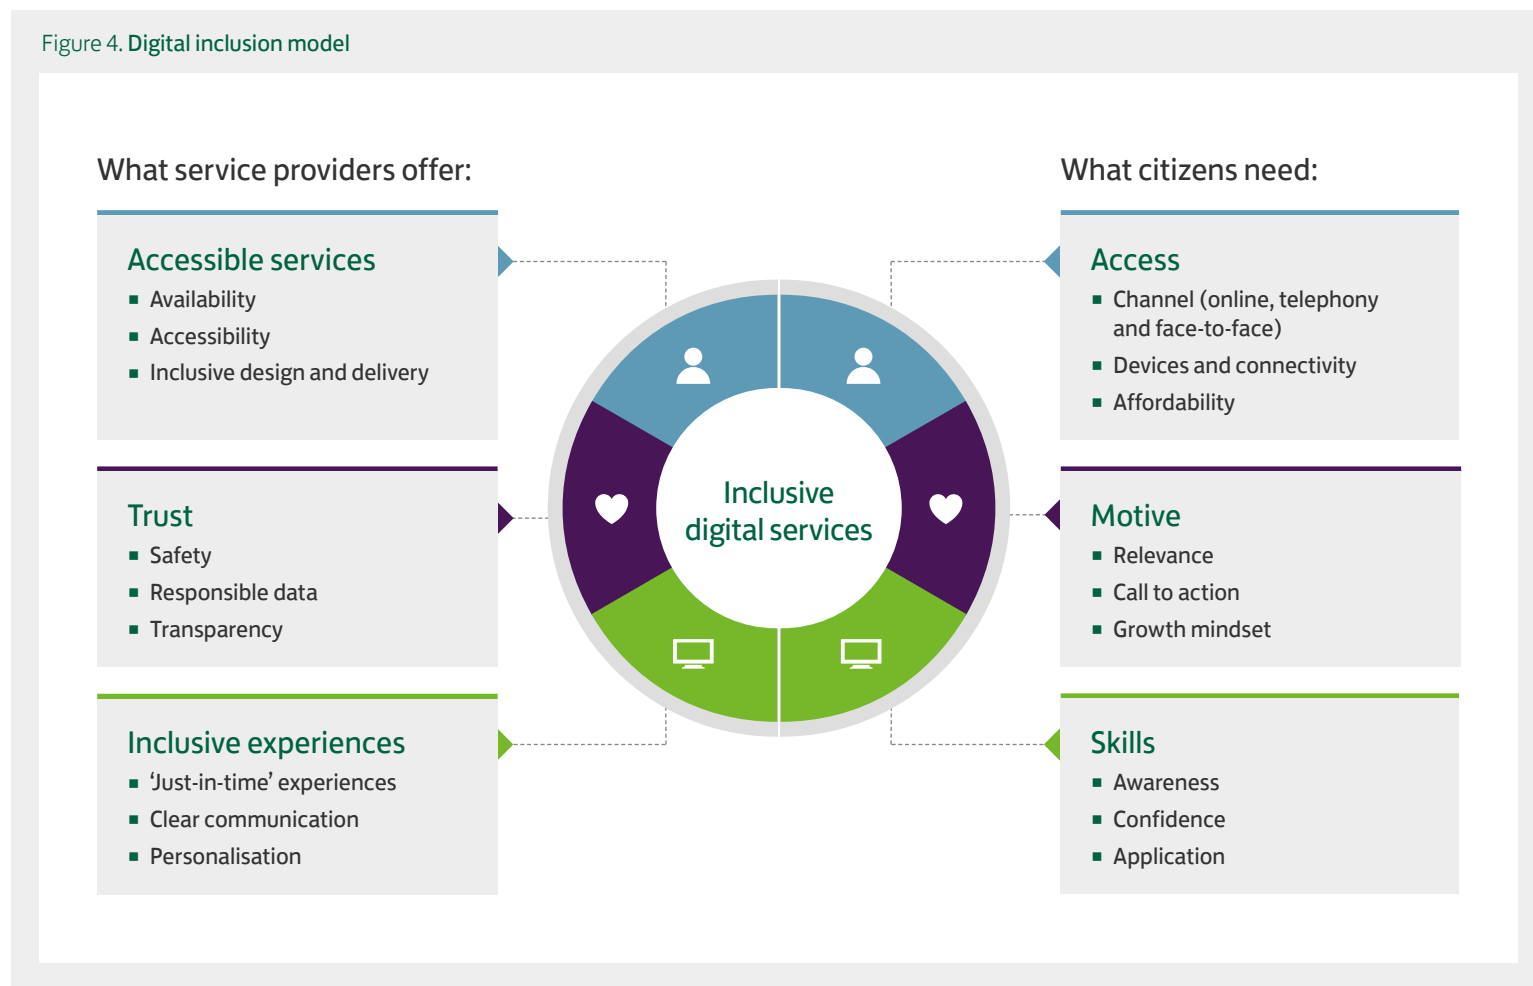 Figure 4. Digital inclusion model
What service providers offer:
Accessible services
Availability
Accessibility
Inclusive design and delivery
Trust
Safety
Responsible data
Transparency
Inclusive experiences
‘Just-in-time’ experiences
Clear communication
Personalisation
Inclusive
digital services
What citizens need:
Access
Channel (online, telephony
and face-to-face)
Devices and connectivity
Affordability
Motive
Relevance
Call to action
Growth mindset
Skills
Awareness
Confidence
Application